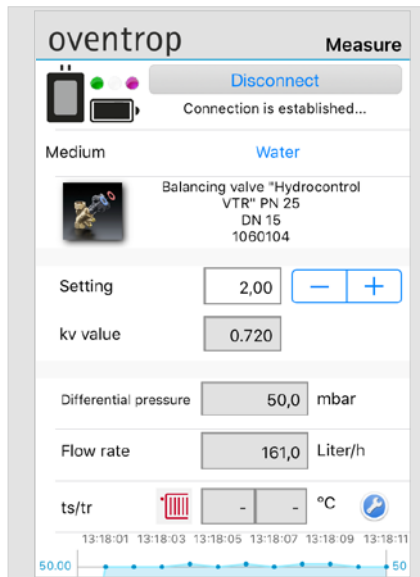 oventrop
Measure
Disconnect
Connection is established...
Medium Water
Balancing valve "Hydrocontrol
VTR" PN 25
DN 15
1060104
Setting 2,00 − +
kv value 0.720
Differential pressure 50,0 mbar
Flow rate 161,0 Liter/h
ts/tr - - °C
13:18:01 13:18:03 13:18:05 13:18:07 13:18:09 13:18:11
50.00 50